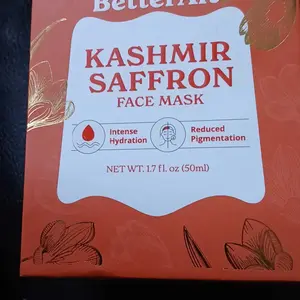 BetterAlt
KASHMIR
SAFFRON
FACE MASK
Intense
Hydration
Reduced
Pigmentation
NET WT. 1.7 fl. oz (50ml)